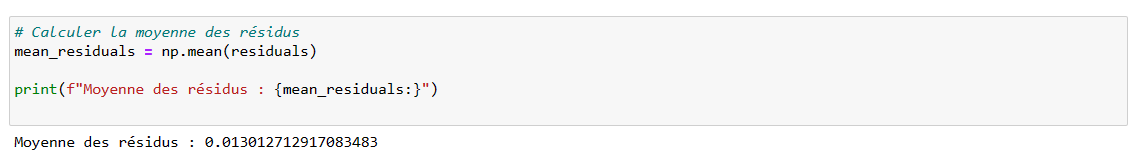 # Calculer la moyenne des résidus
mean_residuals = np.mean(residuals)
print(f"Moyenne des résidus : {mean_residuals:}")
Moyenne des résidus : 0.013012712917083483